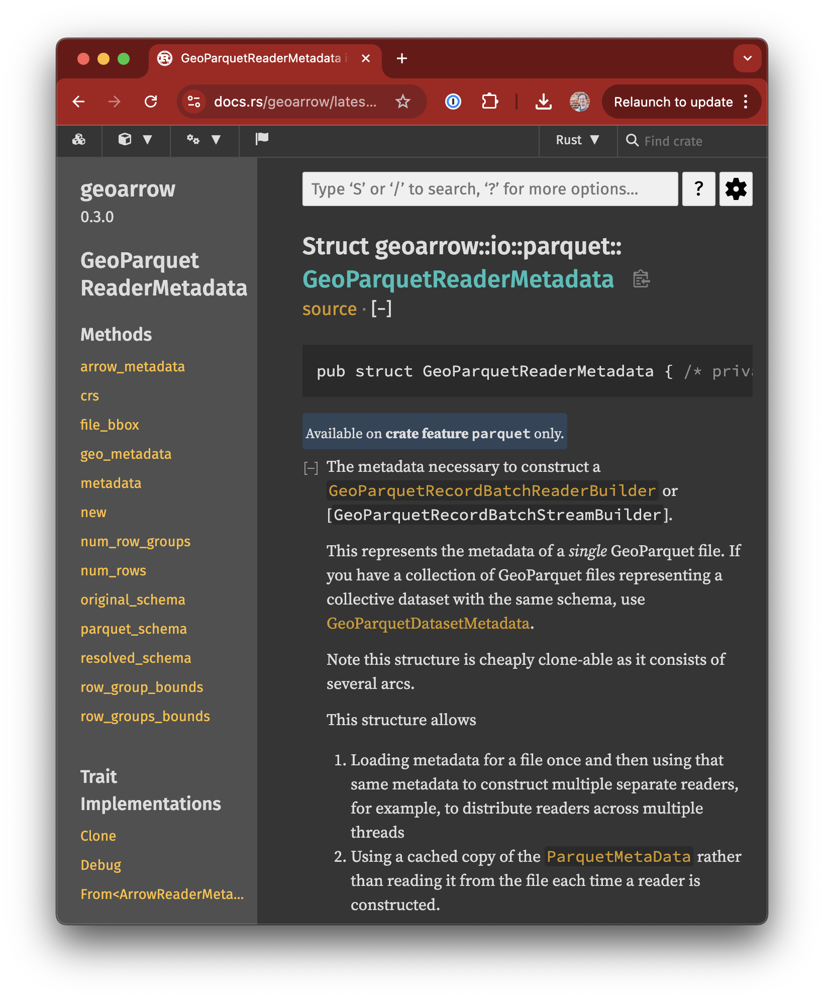 GeoParquetReaderMetadata i
docs.rs/geoarrow/lates...
Relaunch to update
Rust ▼
Find crate
geoarrow
0.3.0
GeoParquet
ReaderMetadata
Methods
arrow_metadata
crs
file_bbox
geo_metadata
metadata
new
num_row_groups
num_rows
original_schema
parquet_schema
resolved_schema
row_group_bounds
row_groups_bounds
Trait
Implementations
Clone
Debug
From<ArrowReaderMeta...
Type ‘S’ or ‘/’ to search, ‘?’ for more options...
?
Struct geoarrow::io::parquet::
GeoParquetReaderMetadata
source · [−]
pub struct GeoParquetReaderMetadata { /* priva
Available on crate feature parquet only.
[−] The metadata necessary to construct a
GeoParquetRecordBatchReaderBuilder or
[GeoParquetRecordBatchStreamBuilder].
This represents the metadata of a single GeoParquet file. If
you have a collection of GeoParquet files representing a
collective dataset with the same schema, use
GeoParquetDatasetMetadata.
Note this structure is cheaply clone-able as it consists of
several arcs.
This structure allows
1. Loading metadata for a file once and then using that
same metadata to construct multiple separate readers,
for example, to distribute readers across multiple
threads
2. Using a cached copy of the ParquetMetaData rather
than reading it from the file each time a reader is
constructed.